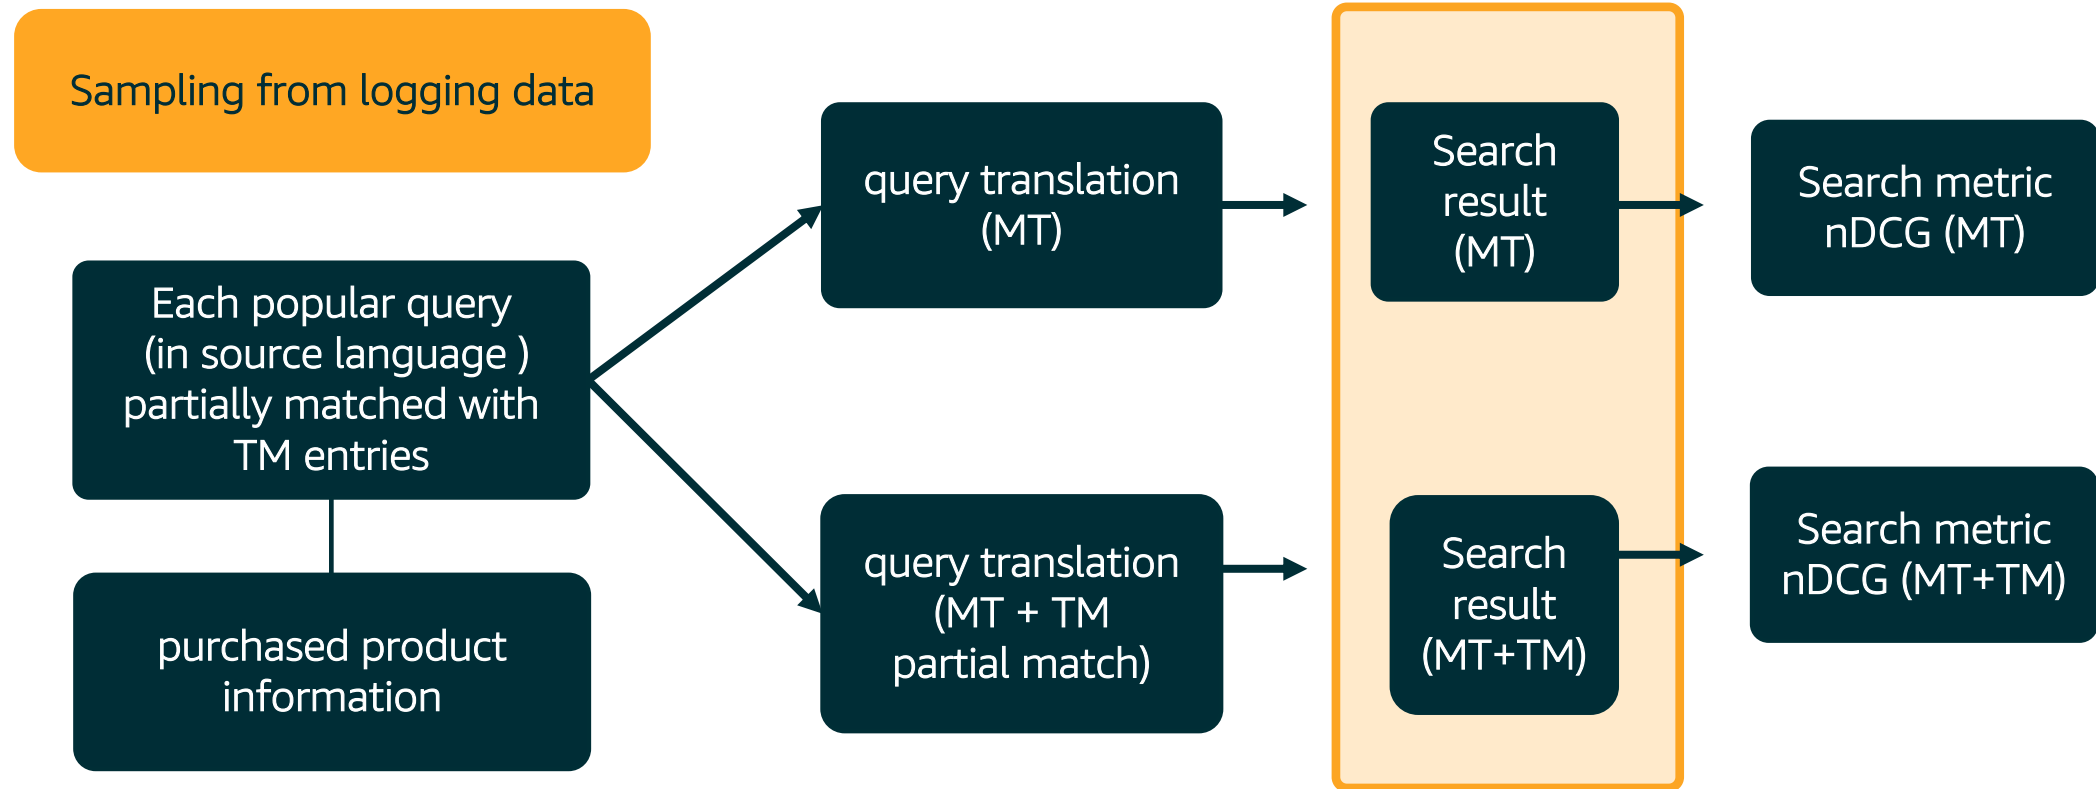 Sampling from logging data
Each popular query
(in source language )
partially matched with
TM entries
purchased product
information
query translation
(MT)
query translation
(MT + TM
partial match)
Search
result
(MT)
Search
result
(MT+TM)
Search metric
nDCG (MT)
Search metric
nDCG (MT+TM)